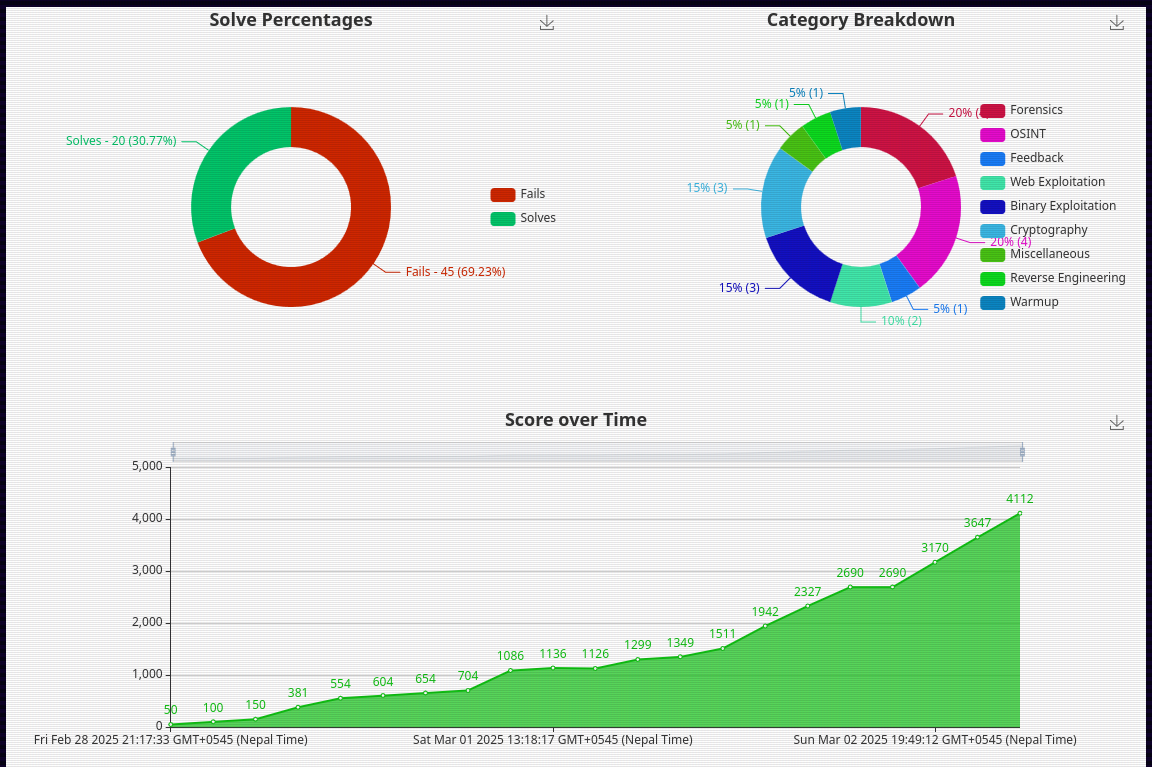 Solve Percentages
Category Breakdown
Solves - 20 (30.77%)
Fails - 45 (69.23%)
Fails
Solves
5% (1)
5% (1)
5% (1)
15% (3)
15% (3)
10% (2)
5% (1)
20% (4)
20%
Forensics
OSINT
Feedback
Web Exploitation
Binary Exploitation
Cryptography
Miscellaneous
Reverse Engineering
Warmup
Score over Time
5,000
4,000
3,000
2,000
1,000
0
50
100
150
381
554
604
654
704
1086
1136
1126
1299
1349
1511
1942
2327
2690
2690
3170
3647
4112
Fri Feb 28 2025 21:17:33 GMT+0545 (Nepal Time)
Sat Mar 01 2025 13:18:17 GMT+0545 (Nepal Time)
Sun Mar 02 2025 19:49:12 GMT+0545 (Nepal Time)